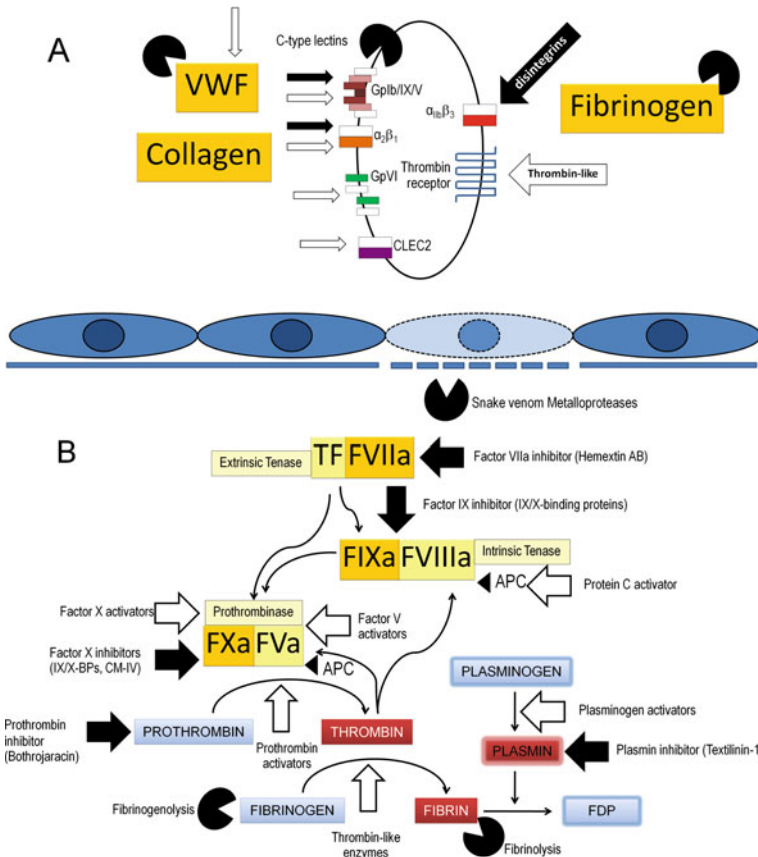 A
C-type lectins
VWF
GpIb/IX/V
disintegrins
Fibrinogen
αIIbβ3
α2β1
Collagen
GpVI
Thrombin
receptor
Thrombin-like
CLEC2
Snake venom Metalloproteases
B
Extrinsic Tenase
TF FVIIa
Factor VIIa inhibitor (Hemextin AB)
Factor IX inhibitor (IX/X-binding proteins)
FIXa FVIIIa
Intrinsic Tenase
APC
Protein C activator
Factor X activators
Prothrombinase
FXa FVa
Factor V
activators
Factor X inhibitors
(IX/X-BPs, CM-IV)
APC
PLASMINOGEN
Plasminogen activators
Prothrombin
inhibitor
(Bothrojaracin)
PROTHROMBIN
Prothrombin
activators
THROMBIN
PLASMIN
Plasmin inhibitor (Textilinin-1
Fibrinogenolysis
FIBRINOGEN
FIBRIN
FDP
Thrombin-like
enzymes
Fibrinolysis